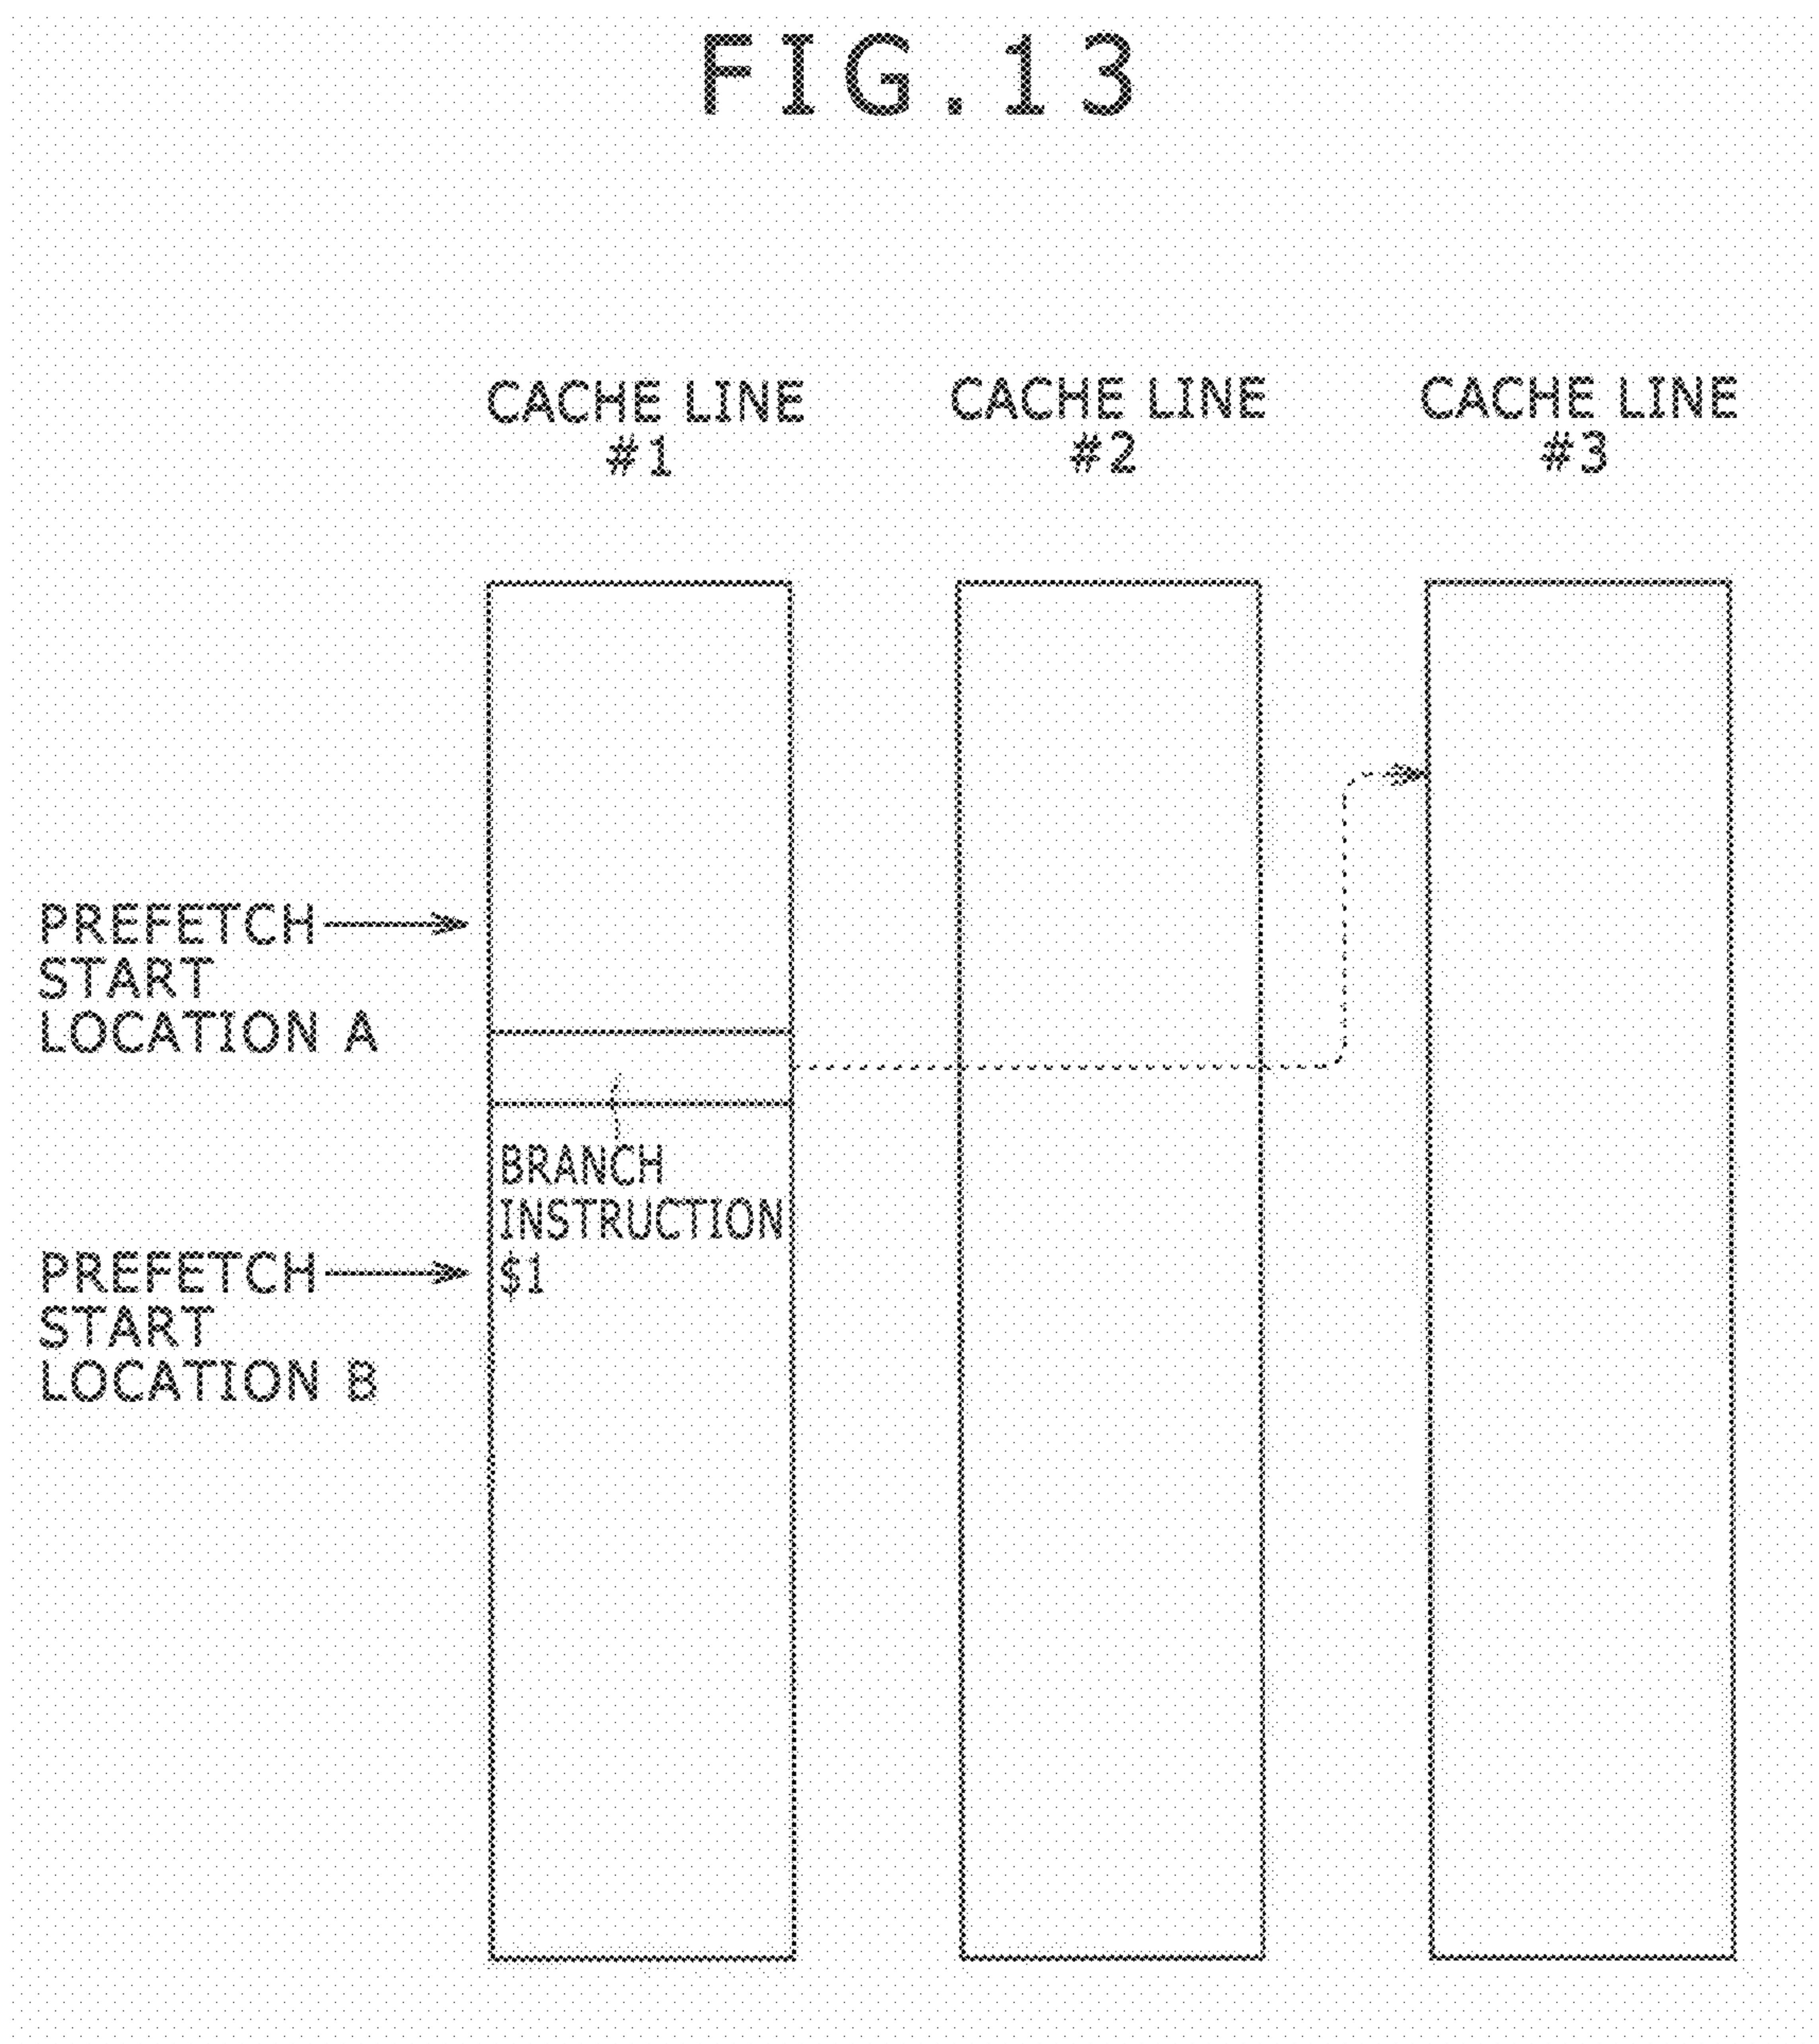 FIG.13
CACHE LINE
#1
CACHE LINE
#2
CACHE LINE
#3
PREFETCH
START
LOCATION A
BRANCH
INSTRUCTION
$1
PREFETCH
START
LOCATION B